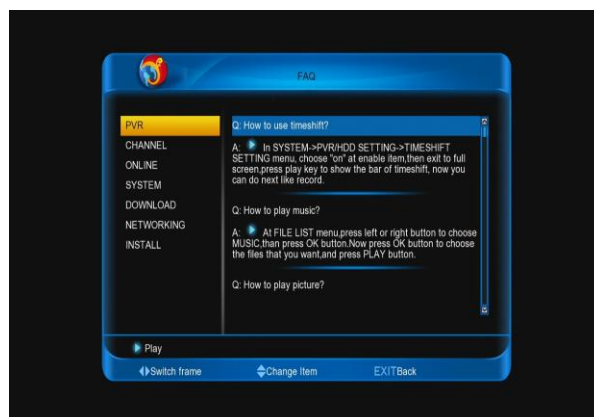 FAQ
PVR
CHANNEL
ONLINE
SYSTEM
DOWNLOAD
NETWORKING
INSTALL
Q: How to use timeshift?
A: In SYSTEM->PVR/HDD SETTING->TIMESHIFT
SETTING menu, choose "on" at enable item,then exit to full
screen,press play key to show the bar of timeshift, now you
can do next like record.
Q: How to play music?
A: At FILE LIST menu,press left or right button to choose
MUSIC,than press OK button.Now press OK button to choose
the files that you want,and press PLAY button.
Q: How to play picture?
Play
Switch frame
Change Item
EXITBack